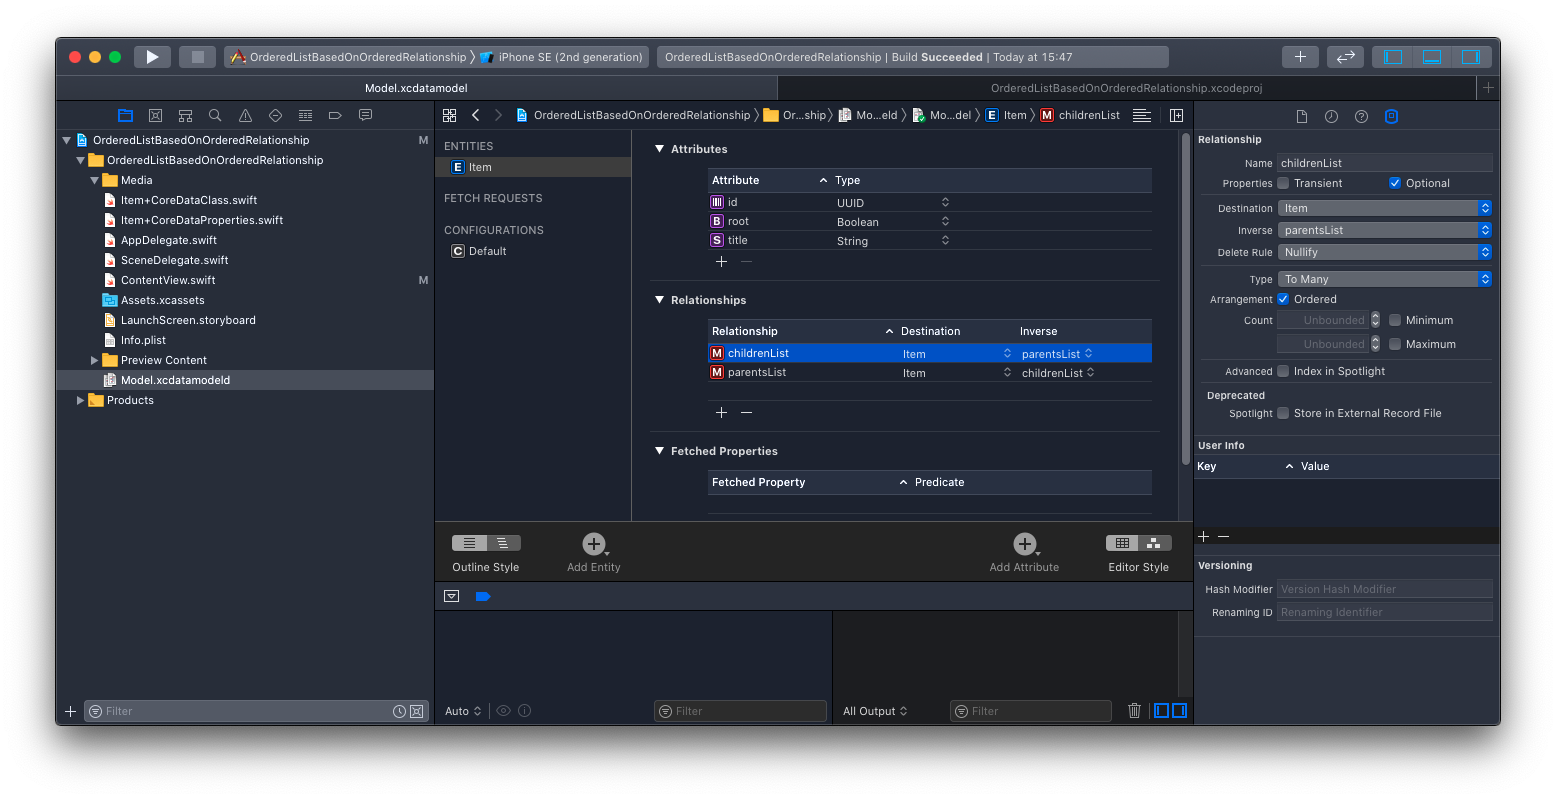 OrderedListBasedOnOrderedRelationship 〉 iPhone SE (2nd generation)
OrderedListBasedOnOrderedRelationship | Build Succeeded | Today at 15:47
Model.xcdatamodel
OrderedListBasedOnOrderedRelationship.xcodeproj
OrderedListBasedOnOrderedRelationship 〉 Or...ship 〉 Mo...eld 〉 Mo...del 〉 E Item 〉 M childrenList
OrderedListBasedOnOrderedRelationship M
OrderedListBasedOnOrderedRelationship
Media
Item+CoreDataClass.swift
Item+CoreDataProperties.swift
AppDelegate.swift
SceneDelegate.swift
ContentView.swift M
Assets.xcassets
LaunchScreen.storyboard
Info.plist
Preview Content
Model.xcdatamodeld
Products
Filter
ENTITIES
E Item
FETCH REQUESTS
CONFIGURATIONS
C Default
Attributes
Attribute Type
id UUID
B root Boolean
S title String
Relationships
Relationship Destination Inverse
M childrenList Item parentsList
M parentsList Item childrenList
Fetched Properties
Fetched Property Predicate
Outline Style
Add Entity
Add Attribute
Editor Style
Auto
Filter
All Output
Filter
Relationship
Name childrenList
Properties Transient Optional
Destination Item
Inverse parentsList
Delete Rule Nullify
Type To Many
Arrangement Ordered
Count Unbounded Minimum
Unbounded Maximum
Advanced Index in Spotlight
Deprecated
Spotlight Store in External Record File
User Info
Key Value
Versioning
Hash Modifier Version Hash Modifier
Renaming ID Renaming Identifier